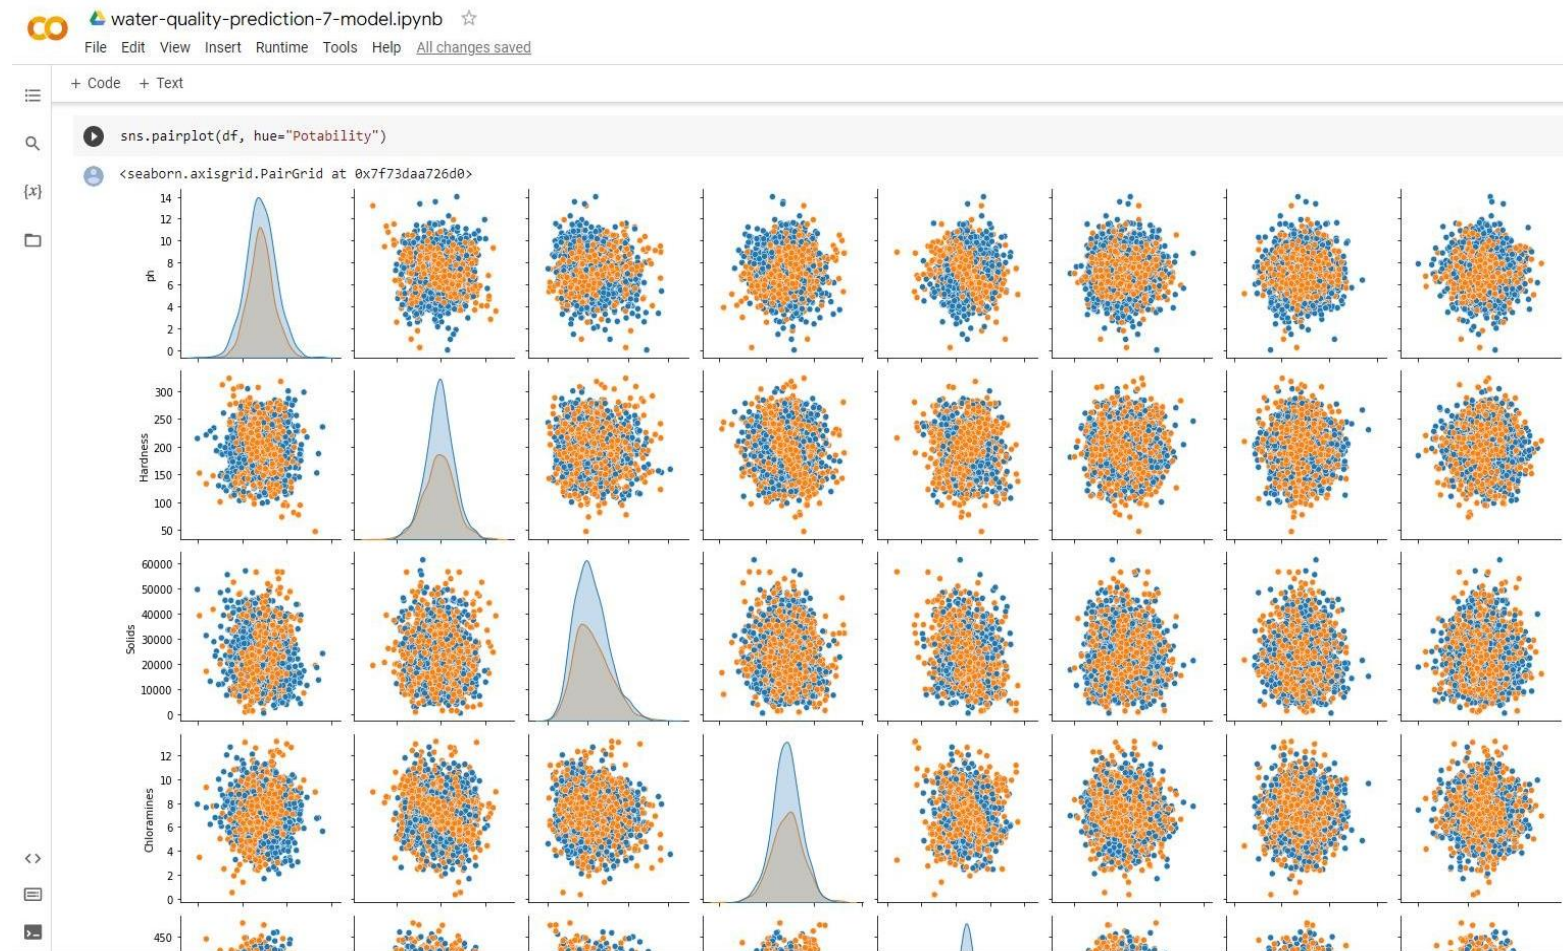 water-quality-prediction-7-model.ipynb
File Edit View Insert Runtime Tools Help All changes saved
+ Code + Text
sns.pairplot(df, hue="Potability")
<seaborn.axisgrid.PairGrid at 0x7f73daa726d0>
{x}
14
12
10
8
6
4
2
0
ph
300
250
200
150
100
50
Hardness
60000
50000
40000
30000
20000
10000
0
Solids
12
10
8
6
4
2
0
Chloramines
450